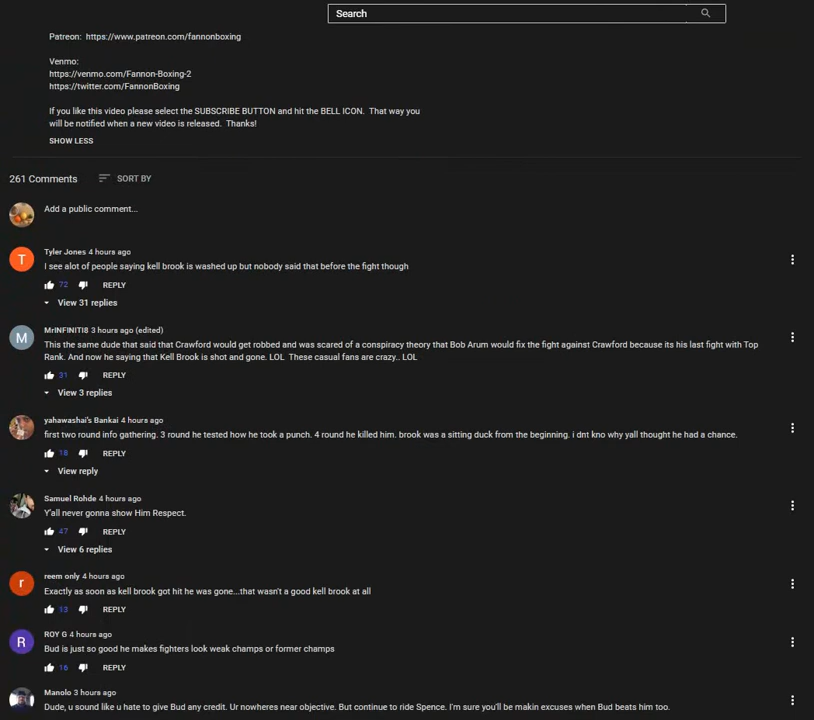 Search
Patreon: https://www.patreon.com/fannonboxing
Venmo:
https://venmo.com/Fannon-Boxing-2
https://twitter.com/FannonBoxing
If you like this video please select the SUBSCRIBE BUTTON and hit the BELL ICON. That way you
will be notified when a new video is released. Thanks!
SHOW LESS
261 Comments SORT BY
Add a public comment...
T
Tyler Jones 4 hours ago
I see alot of people saying kell brook is washed up but nobody said that before the fight though
72 REPLY
View 31 replies
M
MrINFINITI8 3 hours ago (edited)
This the same dude that said that Crawford would get robbed and was scared of a conspiracy theory that Bob Arum would fix the fight against Crawford because its his last fight with Top
Rank. And now he saying that Kell Brook is shot and gone. LOL These casual fans are crazy.. LOL
31 REPLY
View 3 replies
yahawashai's Bankai 4 hours ago
first two round info gathering. 3 round he tested how he took a punch. 4 round he killed him. brook was a sitting duck from the beginning. i dnt kno why yall thought he had a chance.
18 REPLY
View reply
Samuel Rohde 4 hours ago
Y'all never gonna show Him Respect.
47 REPLY
View 6 replies
r
reem only 4 hours ago
Exactly as soon as kell brook got hit he was gone...that wasn't a good kell brook at all
13 REPLY
R
ROY G 4 hours ago
Bud is just so good he makes fighters look weak champs or former champs
16 REPLY
Manolo 3 hours ago
Dude, u sound like u hate to give Bud any credit. Ur nowheres near objective. But continue to ride Spence. I'm sure you'll be makin excuses when Bud beats him too.